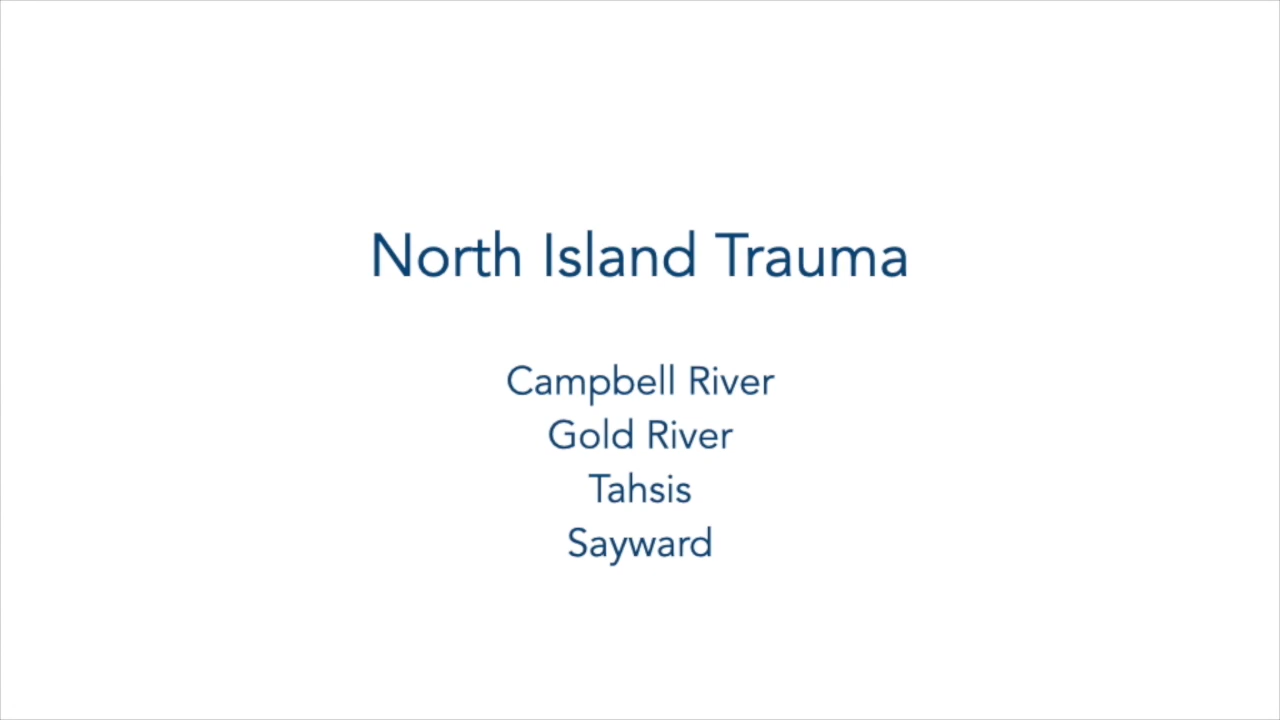 North Island Trauma
Campbell River
Gold River
Tahsis
Sayward